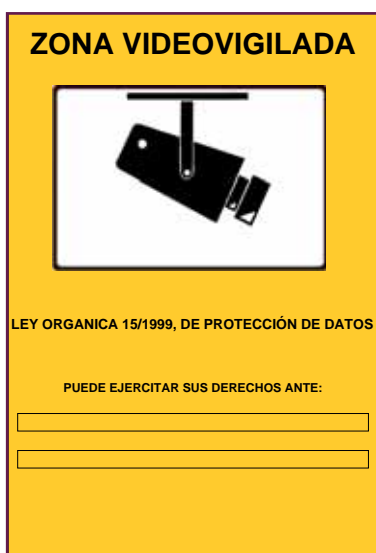 ZONA VIDEOVIGILADA
LEY ORGANICA 15/1999, DE PROTECCIÓN DE DATOS
PUEDE EJERCITAR SUS DERECHOS ANTE: